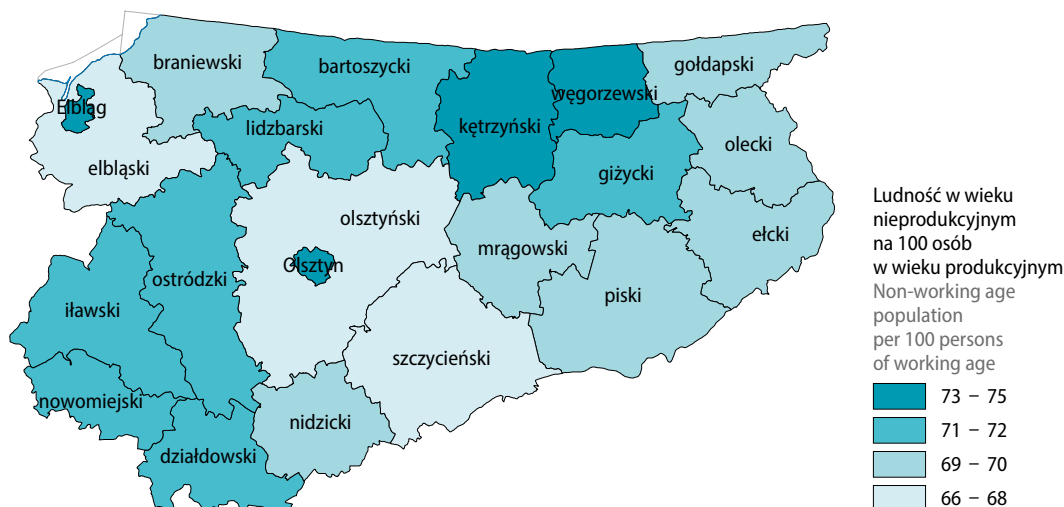 braniewski
bartoszycki
gołdapski
węgorzewski
Elbląg
kętrzyński
lidzbarski
olecki
elbląski
giżycki
olsztyński
ełcki
mrągowski
Olsztyn
ostródzki
piski
iławski
szczycieński
nowomiejski
nidzicki
działdowski
Ludność w wieku
nieprodukcyjnym
na 100 osób
w wieku produkcyjnym
Non-working age
population
per 100 persons
of working age
73 – 75
71 – 72
69 – 70
66 – 68